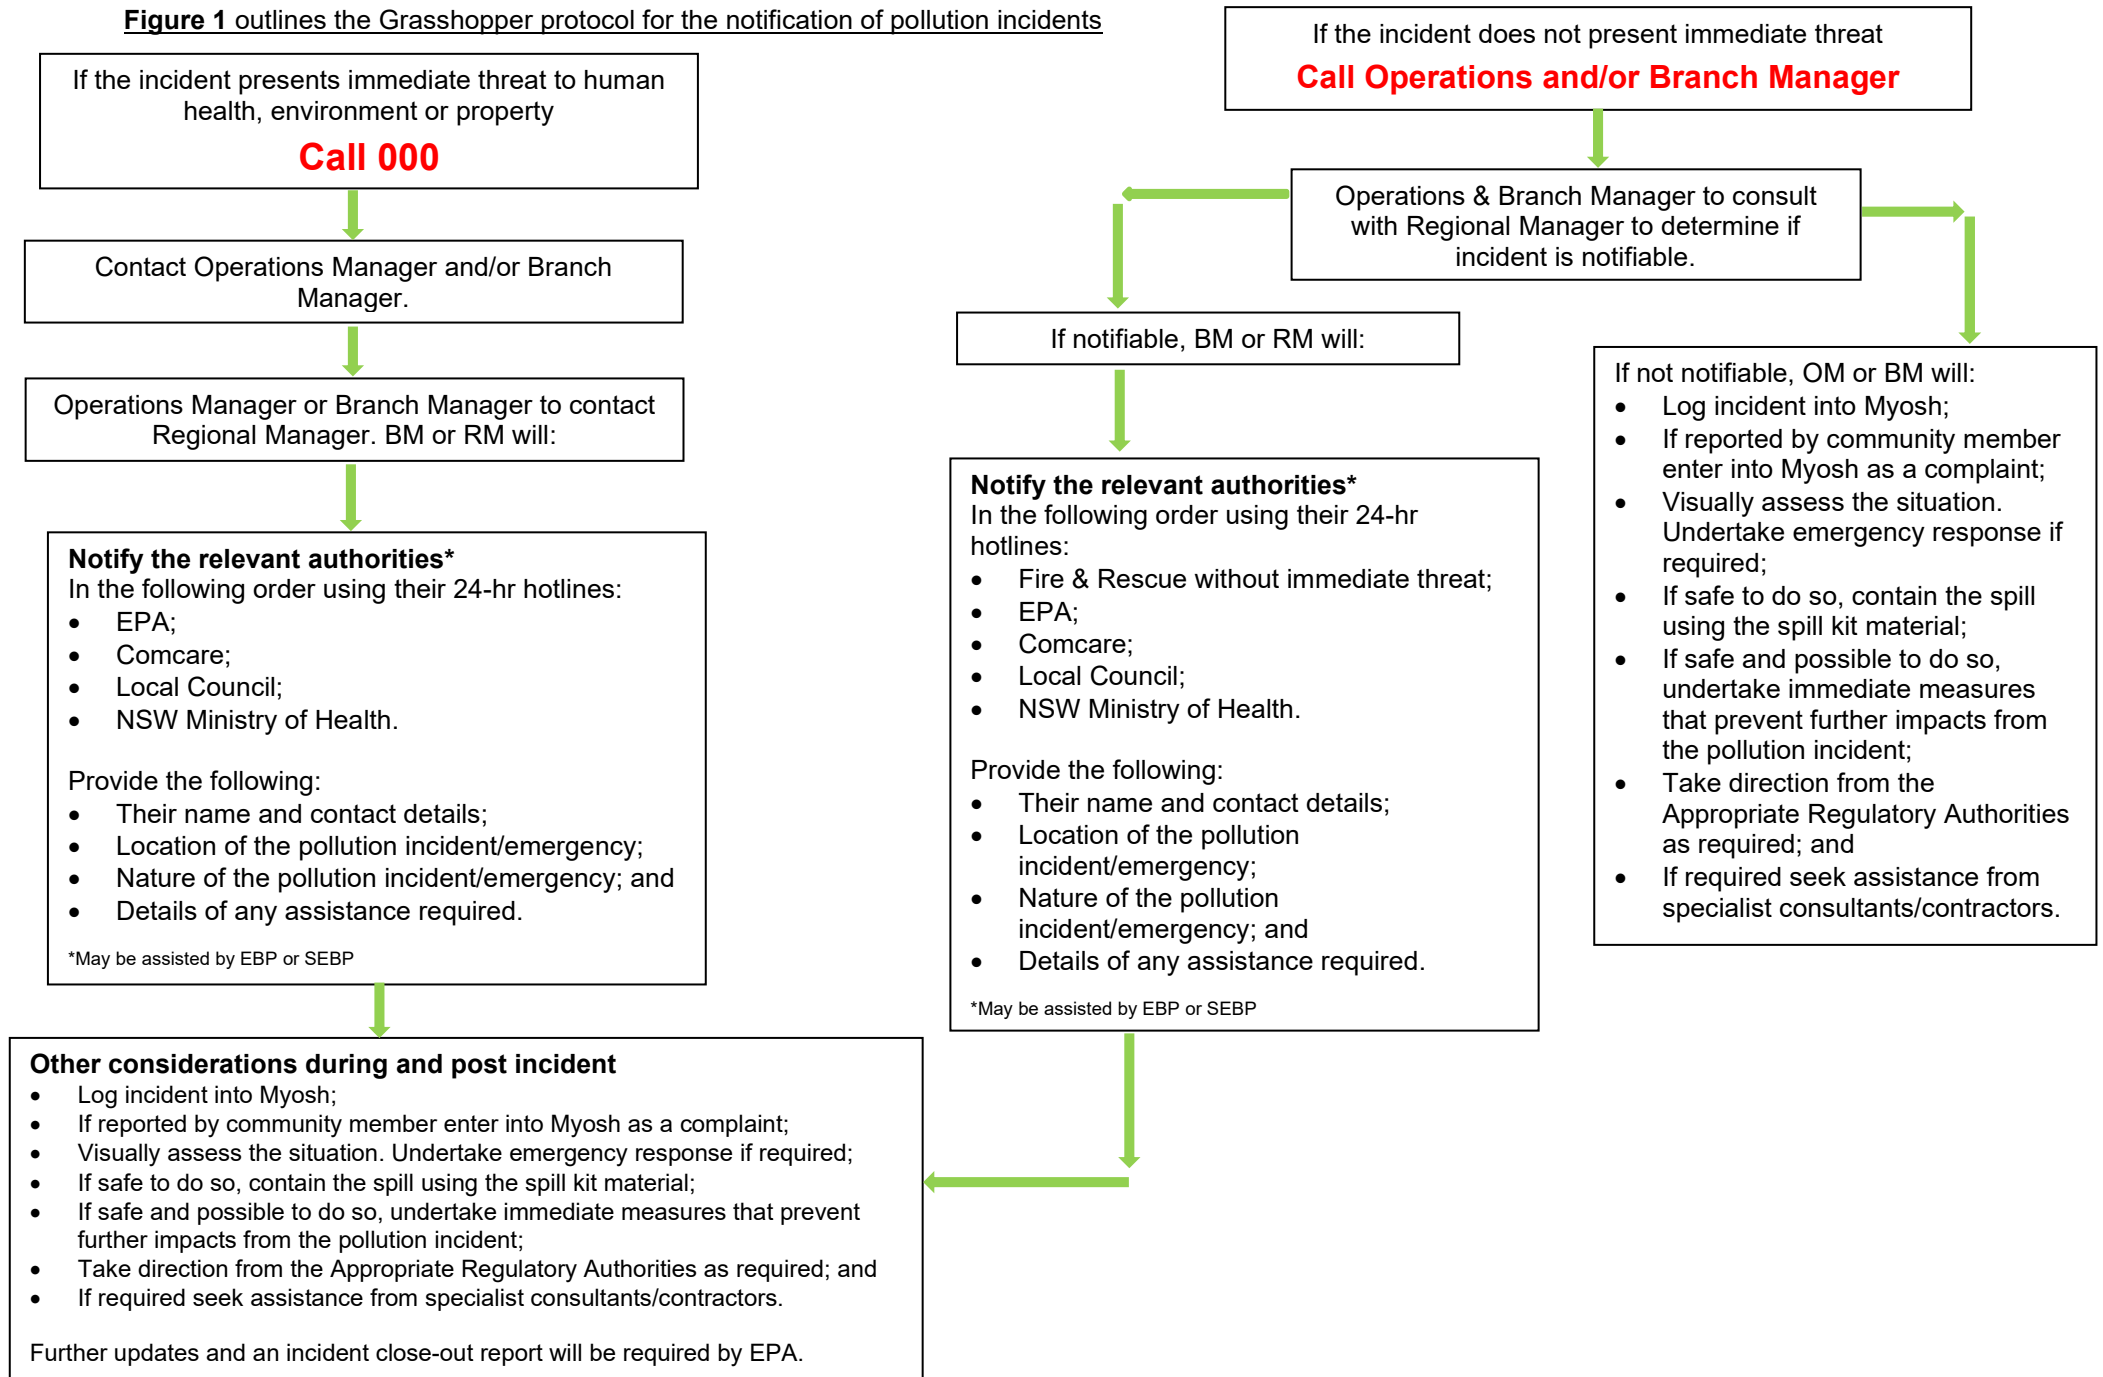 Figure 1 outlines the Grasshopper protocol for the notification of pollution incidents
If the incident presents immediate threat to human
health, environment or property
Call 000
Contact Operations Manager and/or Branch
Manager.
Operations Manager or Branch Manager to contact
Regional Manager. BM or RM will:
Notify the relevant authorities*
In the following order using their 24-hr hotlines:
• EPA;
• Comcare;
• Local Council;
• NSW Ministry of Health.
Provide the following:
• Their name and contact details;
• Location of the pollution incident/emergency;
• Nature of the pollution incident/emergency; and
• Details of any assistance required.
*May be assisted by EBP or SEBP
Other considerations during and post incident
• Log incident into Myosh;
• If reported by community member enter into Myosh as a complaint;
• Visually assess the situation. Undertake emergency response if required;
• If safe to do so, contain the spill using the spill kit material;
• If safe and possible to do so, undertake immediate measures that prevent
further impacts from the pollution incident;
• Take direction from the Appropriate Regulatory Authorities as required; and
• If required seek assistance from specialist consultants/contractors.
Further updates and an incident close-out report will be required by EPA.
If the incident does not present immediate threat
Call Operations and/or Branch Manager
Operations & Branch Manager to consult
with Regional Manager to determine if
incident is notifiable.
If notifiable, BM or RM will:
Notify the relevant authorities*
In the following order using their 24-hr
hotlines:
• Fire & Rescue without immediate threat;
• EPA;
• Comcare;
• Local Council;
• NSW Ministry of Health.
Provide the following:
• Their name and contact details;
• Location of the pollution
incident/emergency;
• Nature of the pollution
incident/emergency; and
• Details of any assistance required.
*May be assisted by EBP or SEBP
If not notifiable, OM or BM will:
• Log incident into Myosh;
• If reported by community member
enter into Myosh as a complaint;
• Visually assess the situation.
Undertake emergency response if
required;
• If safe to do so, contain the spill
using the spill kit material;
• If safe and possible to do so,
undertake immediate measures
that prevent further impacts from
the pollution incident;
• Take direction from the
Appropriate Regulatory Authorities
as required; and
• If required seek assistance from
specialist consultants/contractors.